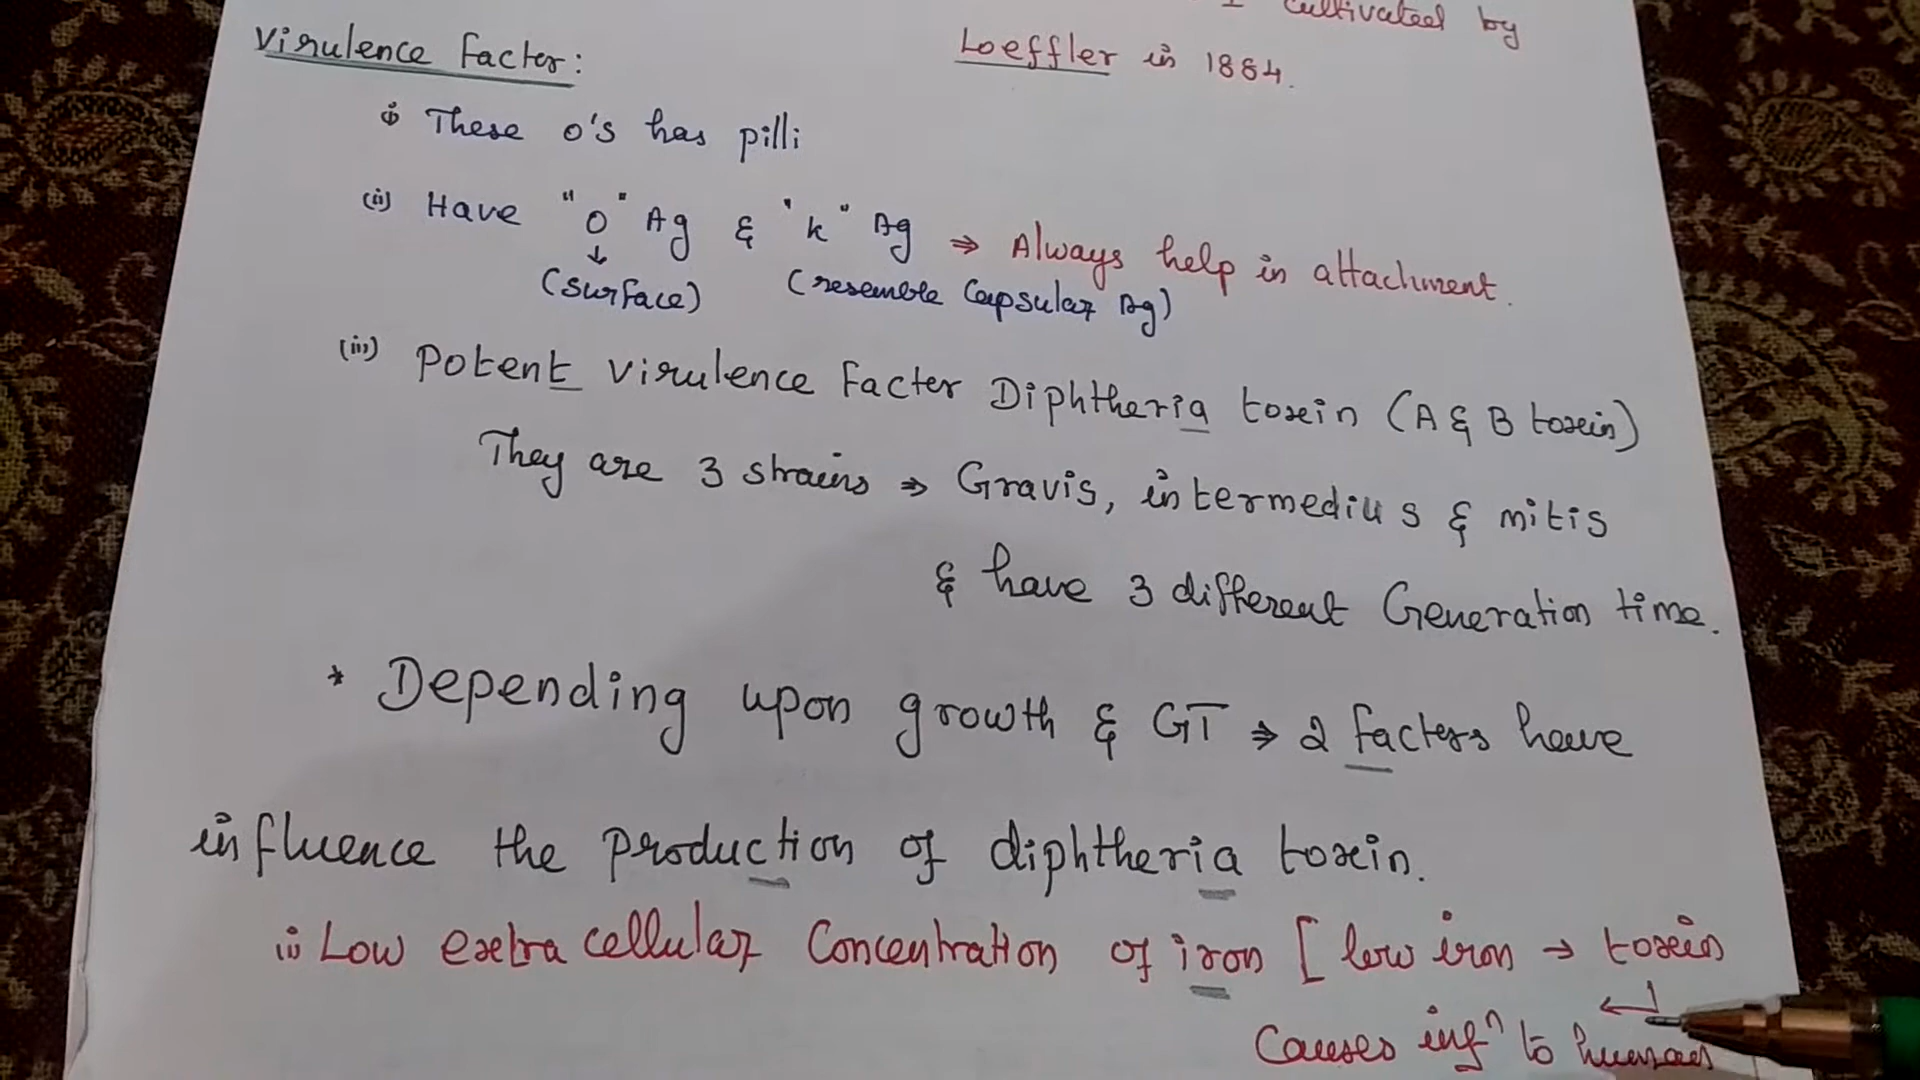 cultivated by
Virulence Facter:
Loeffler in 1884.
(i) These o's has pilli
(ii) Have "O" Ag & "K" Ag ⇒ Always help in attachment.
↓
(Surface) (resemble Capsular Ag)
(iii) Potent Virulence Facter Diphtheria toxin (A & B toxin)
They are 3 strains ⇒ Gravis, intermedius & mitis
& have 3 different Generation time.
* Depending upon growth & GT ⇒ 2 Facters have
influence the production of diphtheria toxin.
Low extra cellular Concentration of iron [low iron → toxin
Causes infⁿ to human